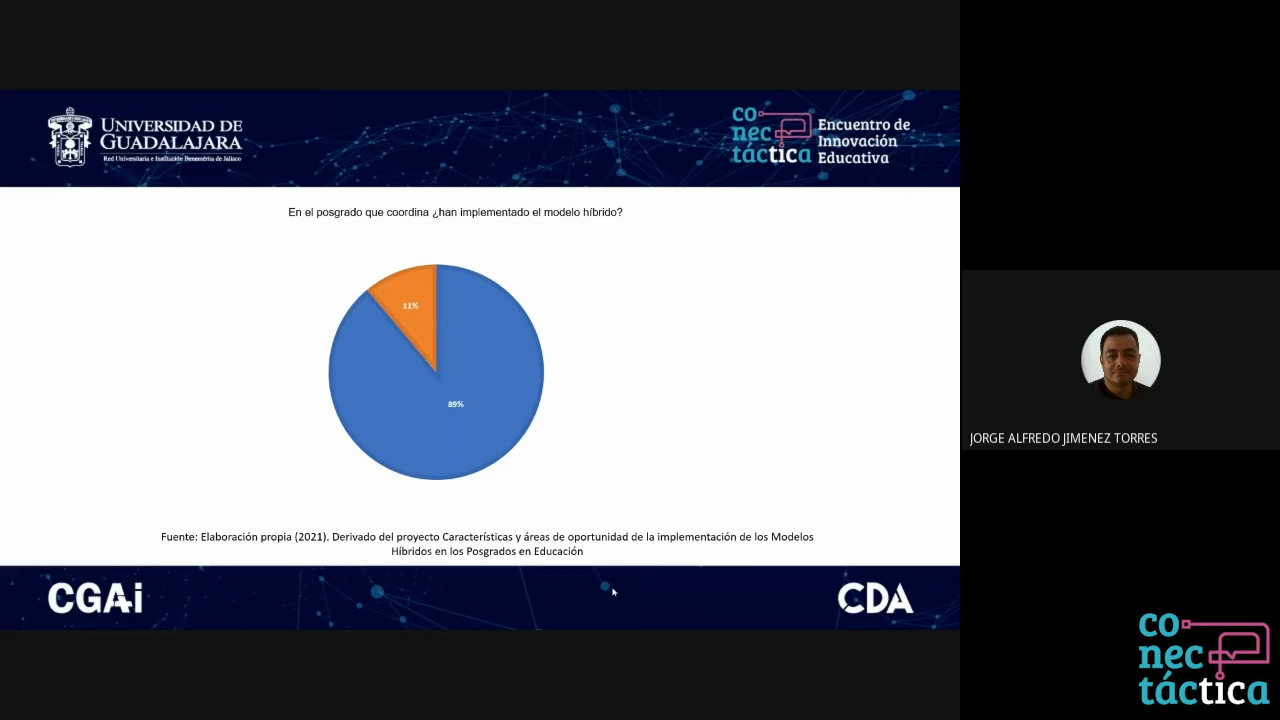 UNIVERSIDAD DE
GUADALAJARA
Red Universitaria e Institución Benemérita de Jalisco
co
nec
táctica
Encuentro de
Innovación
Educativa
En el posgrado que coordina ¿han implementado el modelo híbrido?
11%
89%
JORGE ALFREDO JIMENEZ TORRES
Fuente: Elaboración propia (2021). Derivado del proyecto Características y áreas de oportunidad de la implementación de los Modelos
Híbridos en los Posgrados en Educación
CGAi
CDA
co
nec
táctica